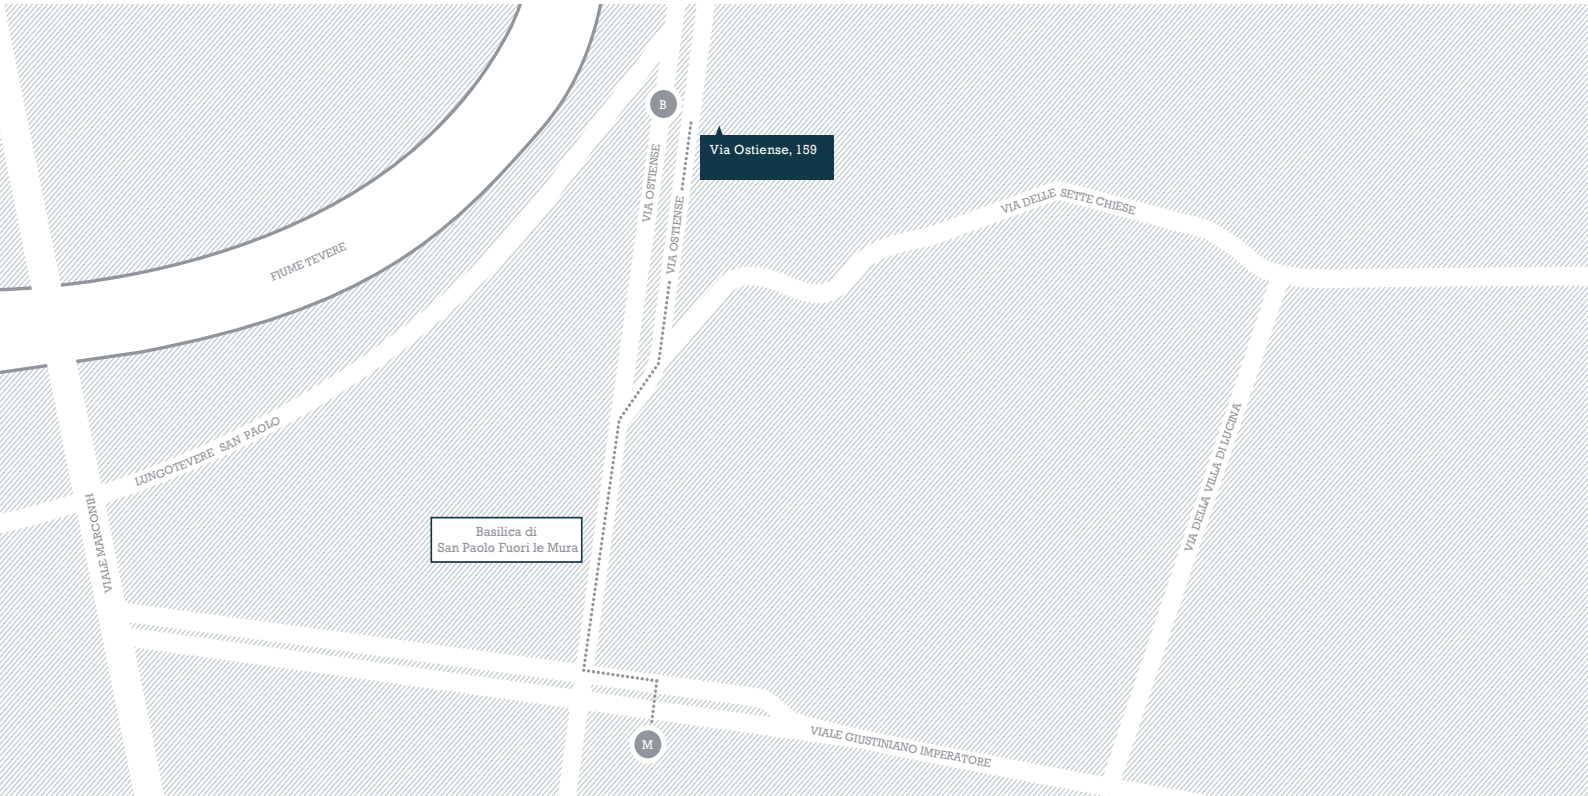 B
Via Ostiense, 159
VIA OSTIENSE
VIA OSTIENSE
VIA DELLE SETTE CHIESE
FIUME TEVERE
LUNGOTEVERE SAN PAOLO
VIA DELLA VILLA DI LUCINA
VIALE MARCONIH
Basilica di
San Paolo Fuori le Mura
VIALE GIUSTINIANO IMPERATORE
M